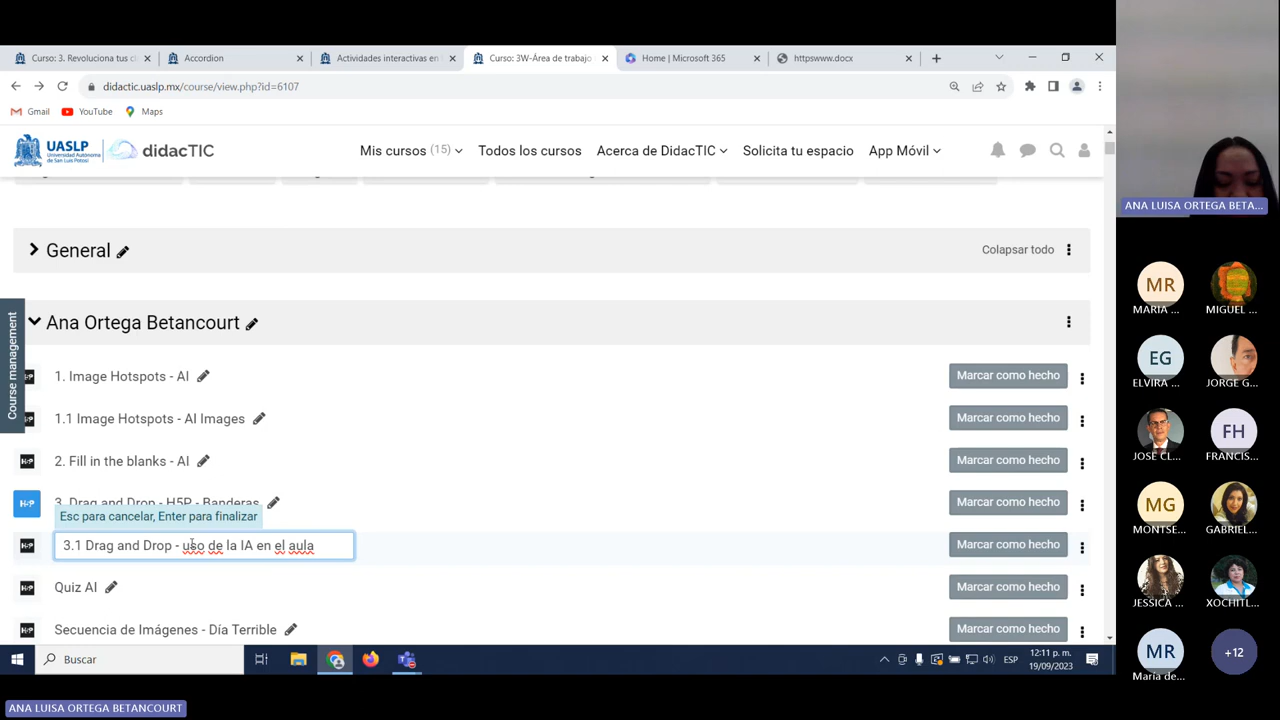 Curso: 3. Revoluciona tus c
Accordion
Actividades interactivas en
Curso: 3W-Área de trabajo
Home | Microsoft 365
httpswww.docx
didactic.uaslp.mx/course/view.php?id=6107
Gmail
YouTube
Maps
UASLP
Universidad Autónoma
de San Luis Potosí
didacTIC
Mis cursos (15)
Todos los cursos
Acerca de DidacTIC
Solicita tu espacio
App Móvil
General
Colapsar todo
Course management
Ana Ortega Betancourt
1. Image Hotspots - AI
Marcar como hecho
1.1 Image Hotspots - AI Images
Marcar como hecho
2. Fill in the blanks - AI
Marcar como hecho
3. Drag and Drop - H5P - Banderas
Marcar como hecho
Esc para cancelar, Enter para finalizar
3.1 Drag and Drop - uso de la IA en el aula
Marcar como hecho
Quiz AI
Marcar como hecho
Secuencia de Imágenes - Día Terrible
Marcar como hecho
Buscar
ESP
12:11 p. m.
19/09/2023
ANA LUISA ORTEGA BETANCOURT
ANA LUISA ORTEGA BETA...
MR
MARIA ...
MIGUEL ...
EG
ELVIRA ...
JORGE G...
JOSE CL...
FH
FRANCIS...
MG
MONTSE...
GABRIEL...
JESSICA ...
XOCHITL...
MR
María de...
+12